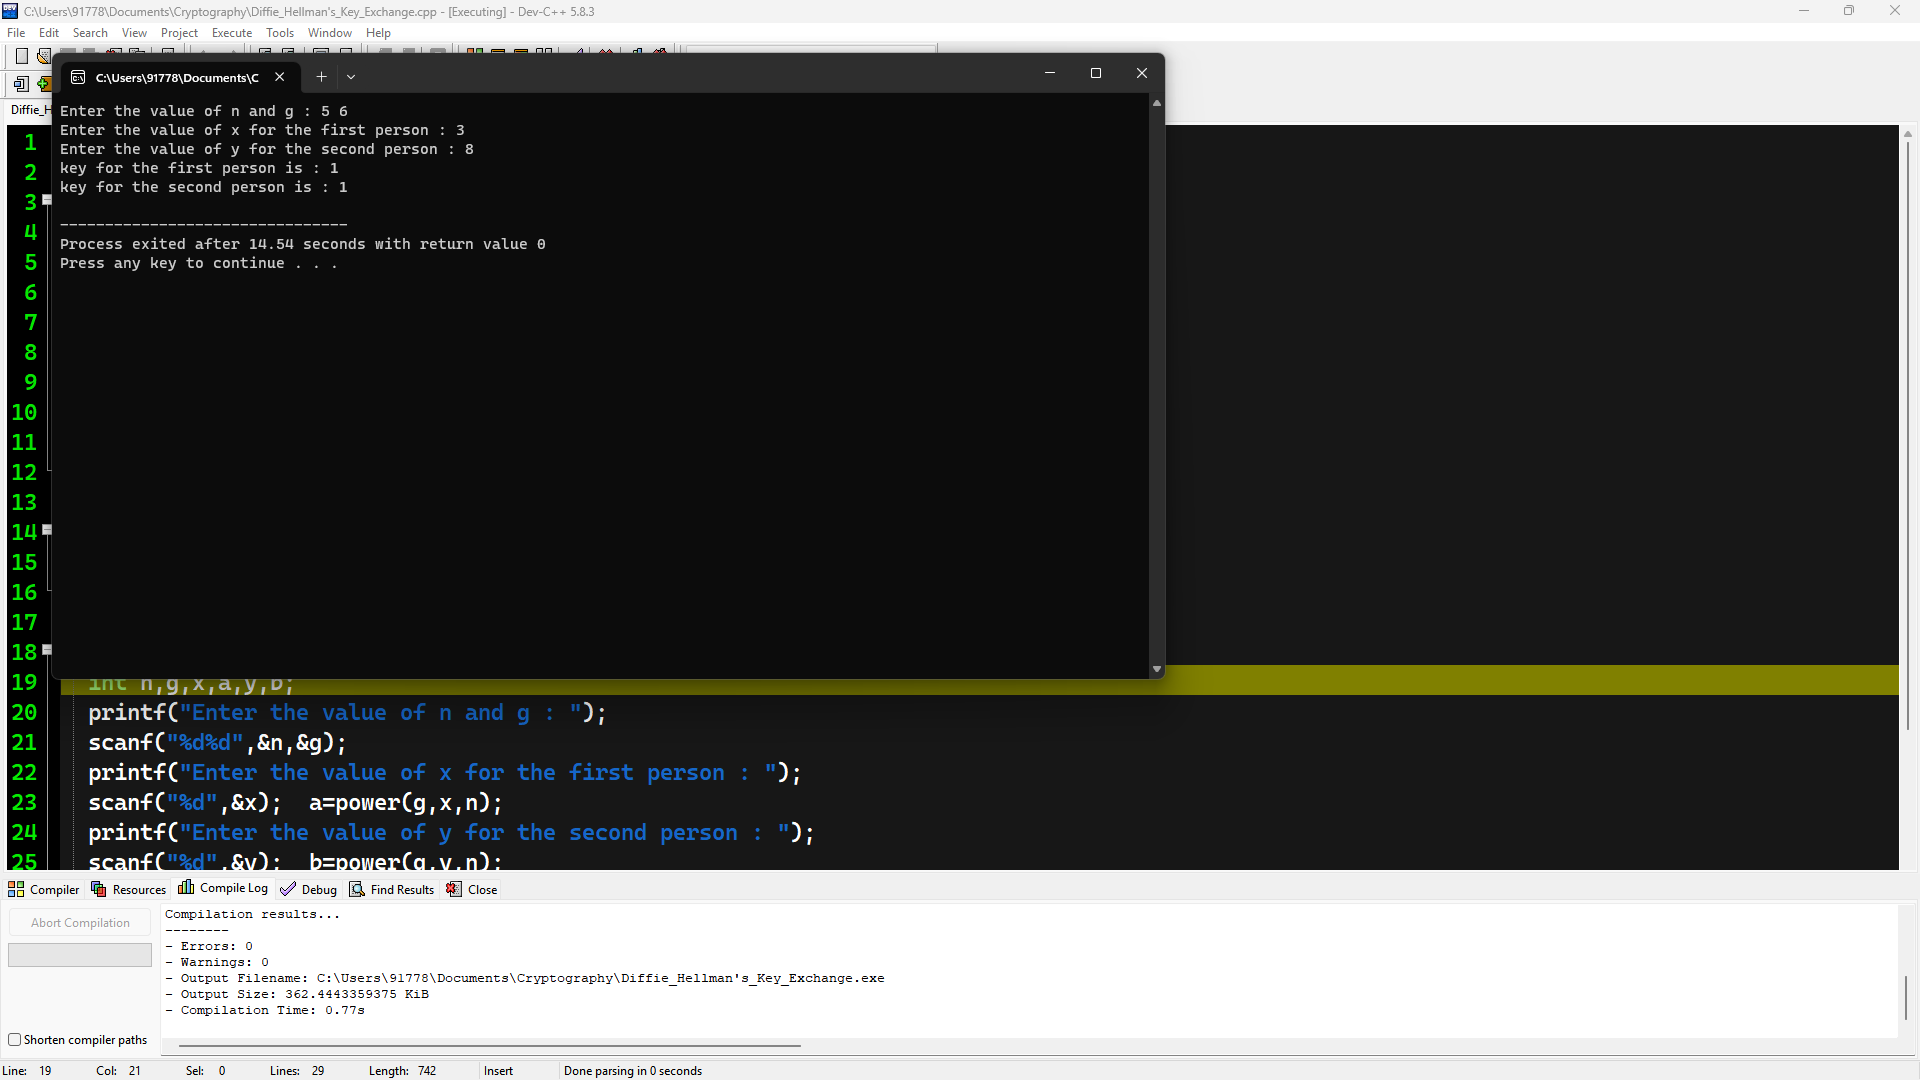 C:\Users\91778\Documents\Cryptography\Diffie_Hellman's_Key_Exchange.cpp - [Executing] - Dev-C++ 5.8.3
File Edit Search View Project Execute Tools Window Help
C:\Users\91778\Documents\C
Diffie_H
Enter the value of n and g : 5 6
Enter the value of x for the first person : 3
Enter the value of y for the second person : 8
key for the first person is : 1
key for the second person is : 1
--------------------------------
Process exited after 14.54 seconds with return value 0
Press any key to continue . . .
1
2
3
4
5
6
7
8
9
10
11
12
13
14
15
16
17
18
19 int n,g,x,a,y,b;
20 printf("Enter the value of n and g : ");
21 scanf("%d%d",&n,&g);
22 printf("Enter the value of x for the first person : ");
23 scanf("%d",&x);  a=power(g,x,n);
24 printf("Enter the value of y for the second person : ");
25 scanf("%d",&y);  b=power(g,y,n);
Compiler Resources Compile Log Debug Find Results Close
Abort Compilation
Shorten compiler paths
Compilation results...
--------
- Errors: 0
- Warnings: 0
- Output Filename: C:\Users\91778\Documents\Cryptography\Diffie_Hellman's_Key_Exchange.exe
- Output Size: 362.4443359375 KiB
- Compilation Time: 0.77s
Line: 19 Col: 21 Sel: 0 Lines: 29 Length: 742 Insert Done parsing in 0 seconds